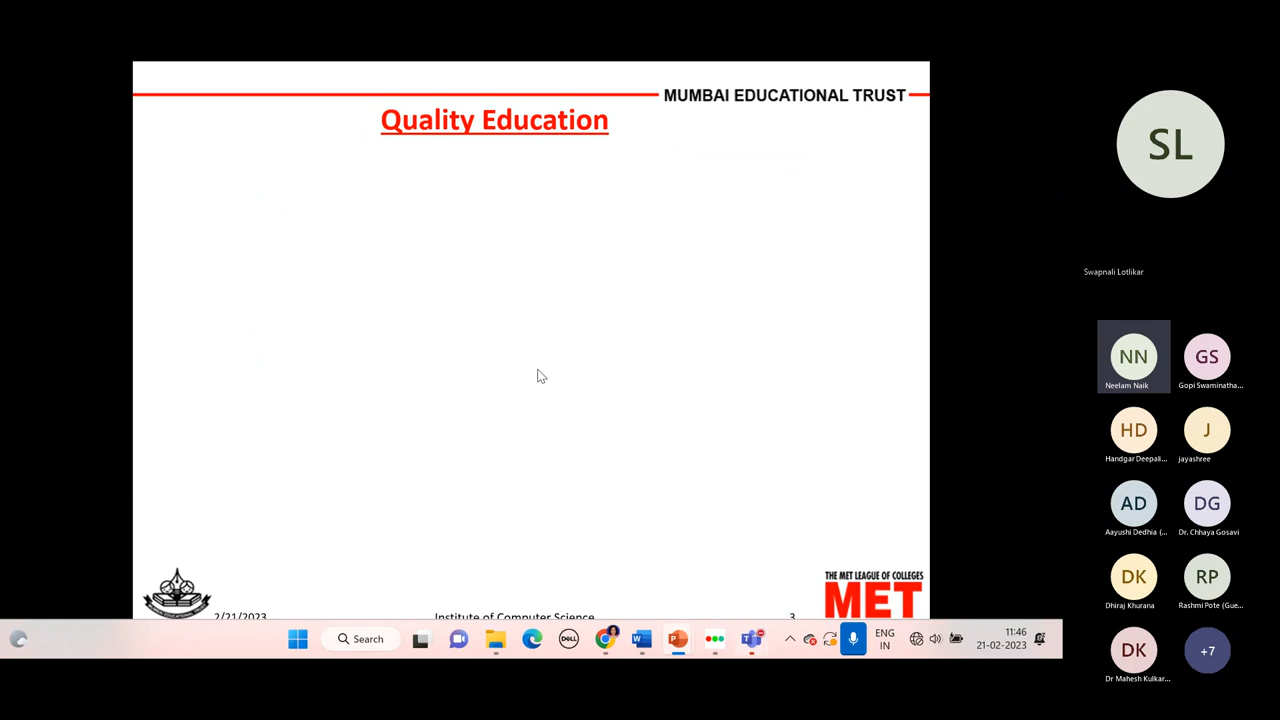 MUMBAI EDUCATIONAL TRUST
Quality Education
THE MET LEAGUE OF COLLEGES
MET
2/21/2023
Institute of Computer Science
3
Search
DELL
ENG
IN
11:46
21-02-2023
SL
Swapnali Lotlikar
NN
Neelam Naik
GS
Gopi Swaminatha...
HD
Handgar Deepali...
J
jayashree
AD
Aayushi Dedhia (...
DG
Dr. Chhaya Gosavi
DK
Dhiraj Khurana
RP
Rashmi Pote (Gue...
DK
Dr Mahesh Kulkar...
+7